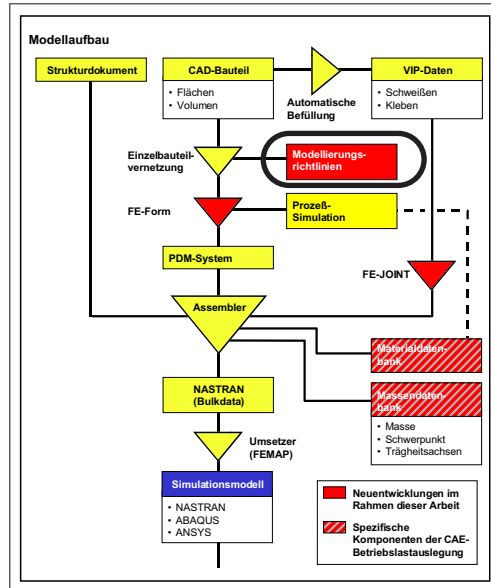 Modellaufbau
Strukturdokument
CAD-Bauteil
VIP-Daten
• Flächen
• Volumen
• Schweißen
• Kleben
Automatische
Befüllung
Einzelbauteil-
vernetzung
Modellierungs-
richtlinien
FE-Form
Prozeß-
Simulation
PDM-System
FE-JOINT
Assembler
Materialdaten-
bank
NASTRAN
(Bulkdata)
Massendaten-
bank
• Masse
• Schwerpunkt
• Trägheitsachsen
Umsetzer
(FEMAP)
Simulationsmodell
• NASTRAN
• ABAQUS
• ANSYS
Neuentwicklungen im
Rahmen dieser Arbeit
Spezifische
Komponenten der CAE-
Betriebslastauslegung